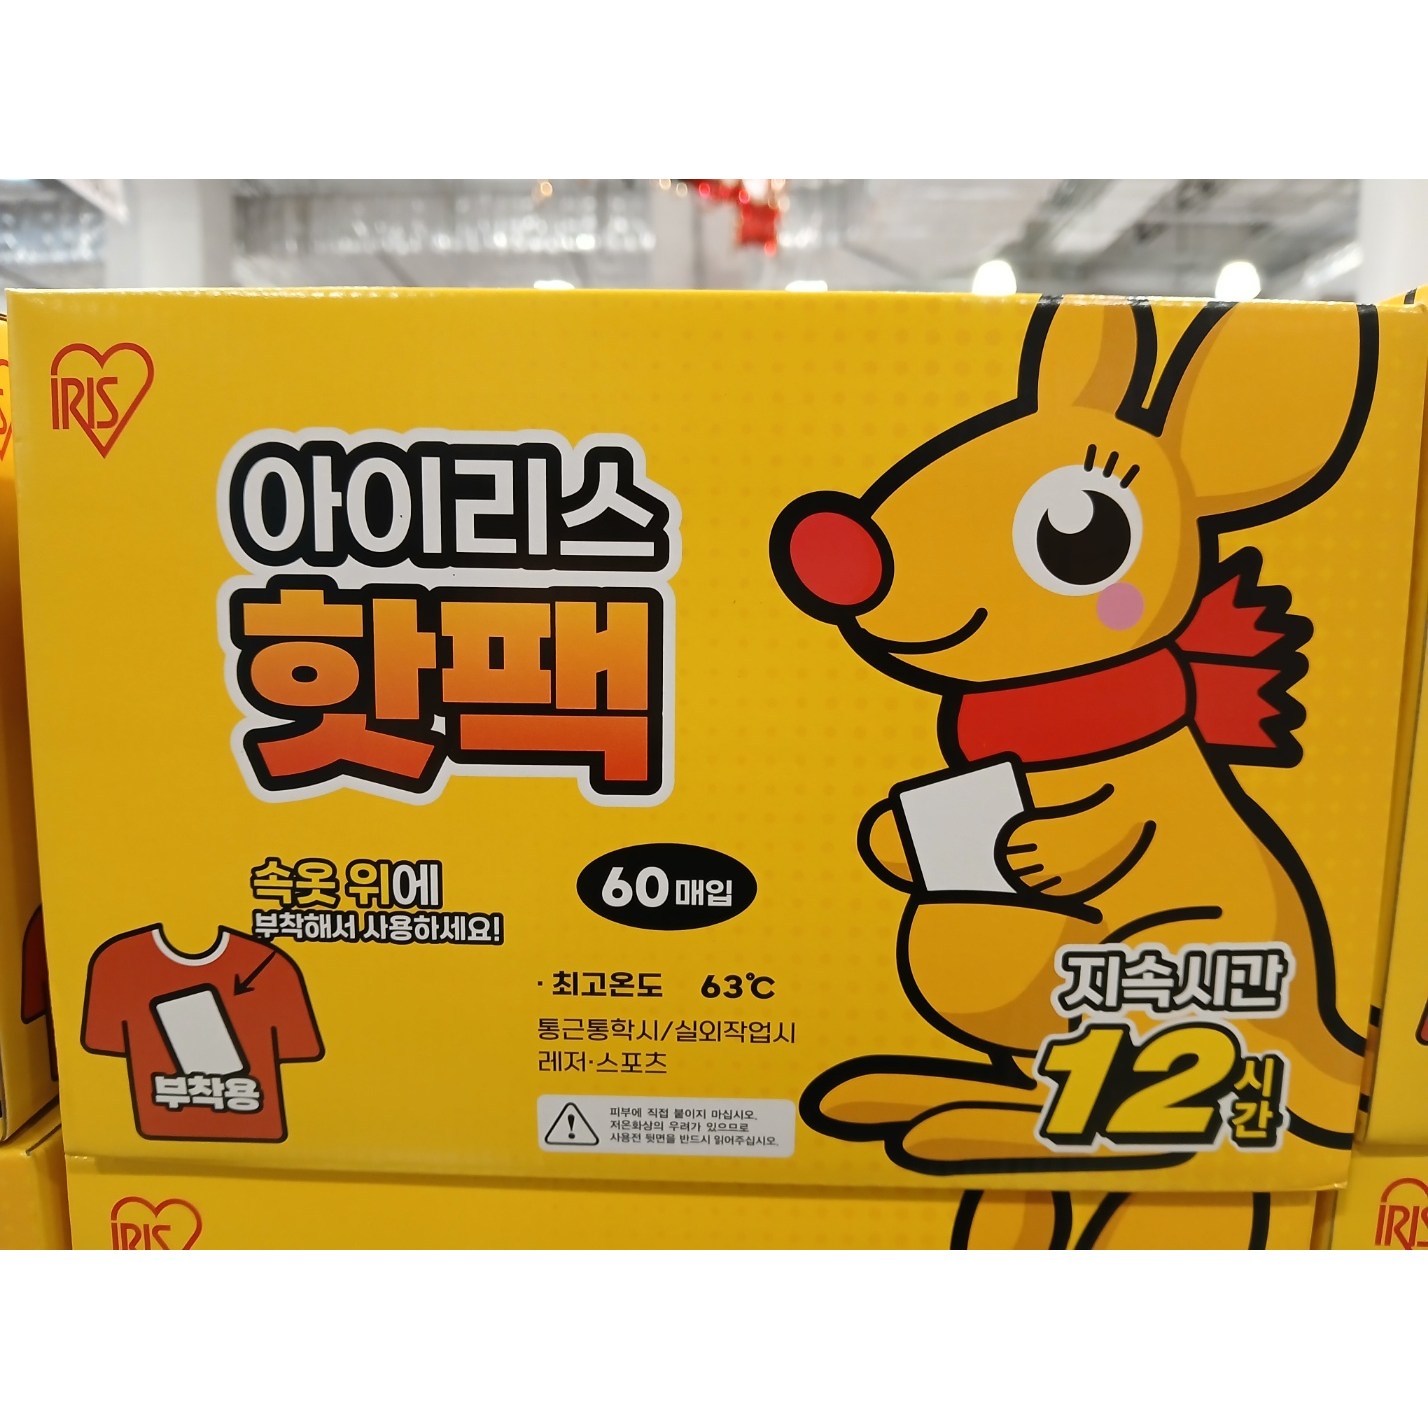 IRIS
아이리스
핫팩
속옷 위에
부착해서 사용하세요!
60매입
부착용
· 최고온도 63℃
통근통학시/실외작업시
레저·스포츠
피부에 직접 붙이지 마십시오.
저온화상의 우려가 있으므로
사용전 뒷면을 반드시 읽어주십시오.
지속시간
12시간
IRIS
IRIS